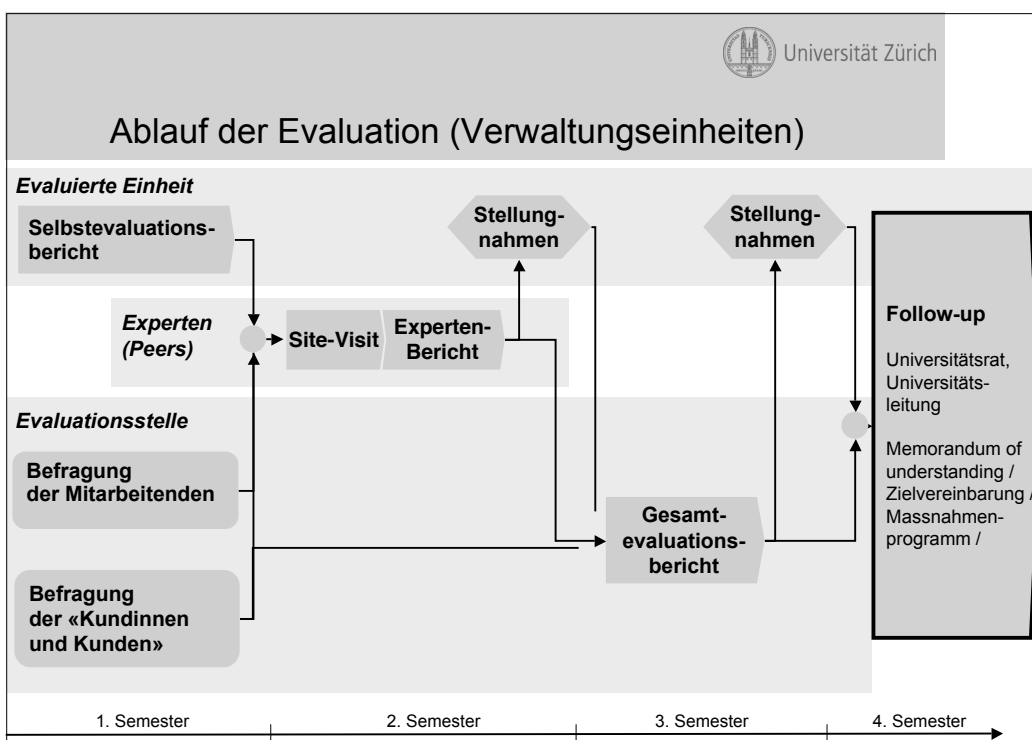 Universität Zürich
Ablauf der Evaluation (Verwaltungseinheiten)
Evaluierte Einheit
Selbstevaluations-
bericht
Stellung-
nahmen
Stellung-
nahmen
Experten
(Peers)
Site-Visit
Experten-
Bericht
Follow-up
Universitätsrat,
Universitäts-
leitung
Memorandum of
understanding /
Zielvereinbarung /
Massnahmen-
programm /
Evaluationsstelle
Befragung
der Mitarbeitenden
Gesamt-
evaluations-
bericht
Befragung
der «Kundinnen
und Kunden»
1. Semester
2. Semester
3. Semester
4. Semester